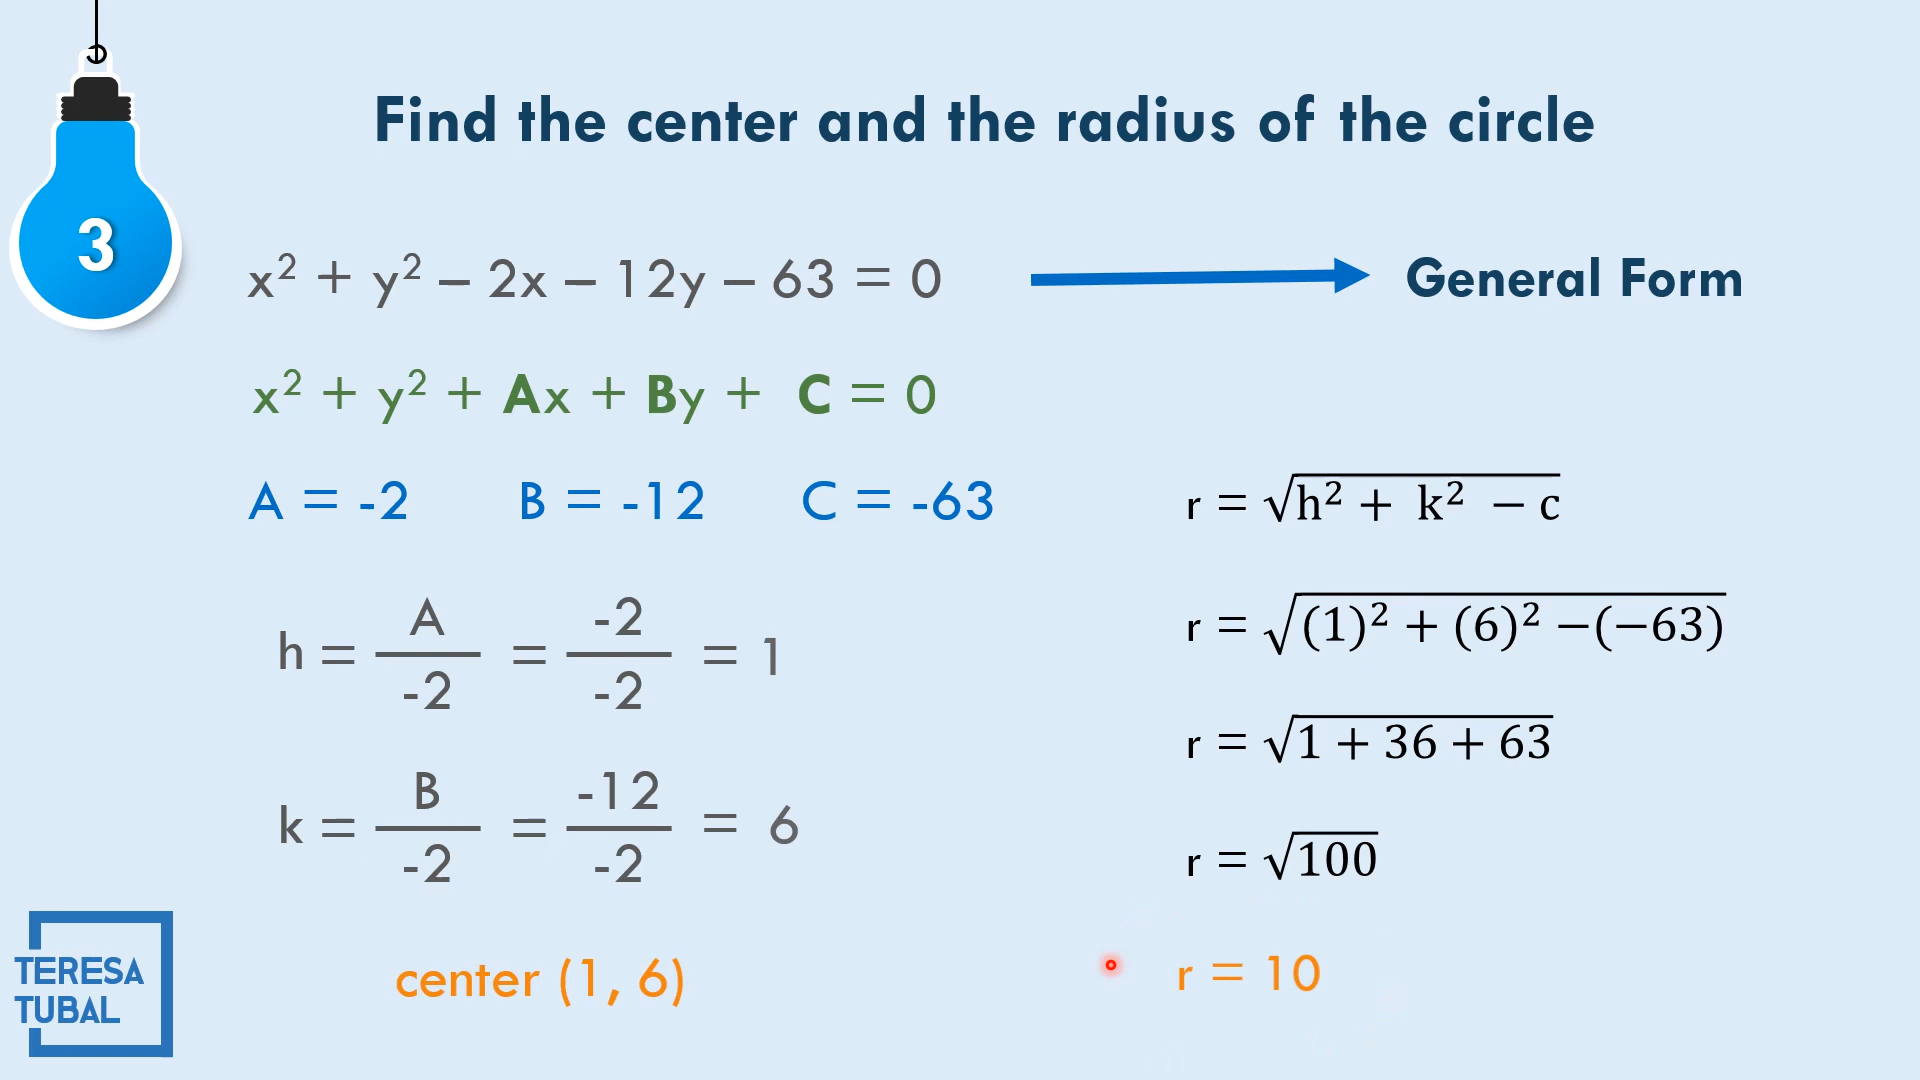 3
Find the center and the radius of the circle
x² + y² – 2x – 12y – 63 = 0
General Form
x² + y² + Ax + By + C = 0
A = -2 B = -12 C = -63
h = A/-2 = -2/-2 = 1
k = B/-2 = -12/-2 = 6
center (1, 6)
r = √(h² + k² − c)
r = √((1)² + (6)² −(−63))
r = √(1 + 36 + 63)
r = √100
r = 10
TERESA
TUBAL